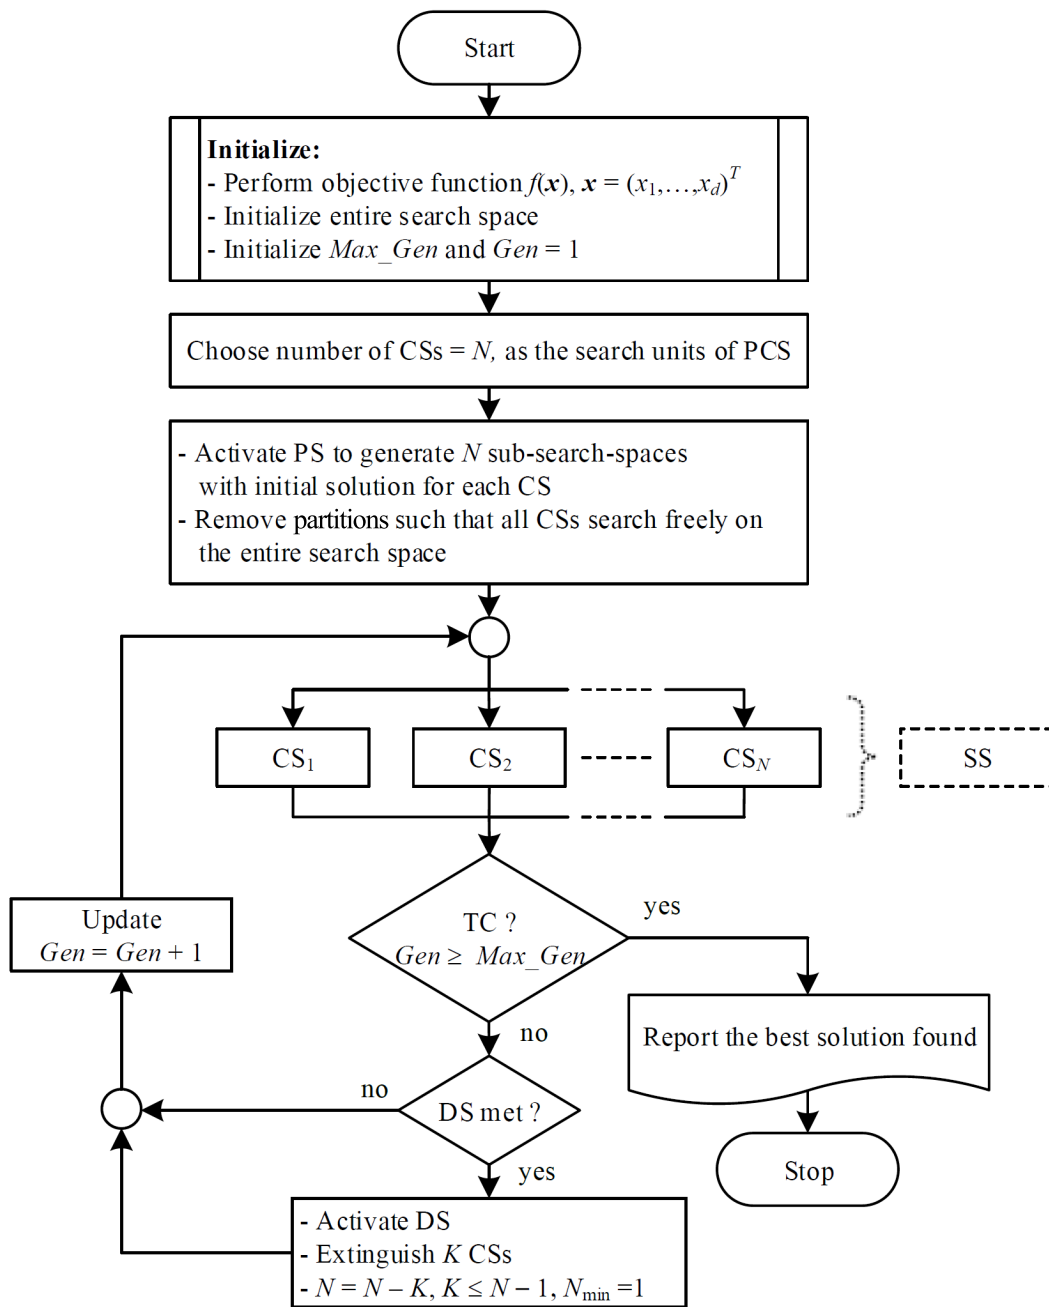 Start
Initialize:
- Perform objective function f(x), x = (x₁,…,x_d)^T
- Initialize entire search space
- Initialize Max_Gen and Gen = 1
Choose number of CSs = N, as the search units of PCS
- Activate PS to generate N sub-search-spaces
with initial solution for each CS
- Remove partitions such that all CSs search freely on
the entire search space
CS₁
CS₂
CS_N
SS
TC ?
Gen ≥ Max_Gen
yes
no
Update
Gen = Gen + 1
Report the best solution found
DS met ?
no
yes
Stop
- Activate DS
- Extinguish K CSs
- N = N – K, K ≤ N – 1, N_min =1